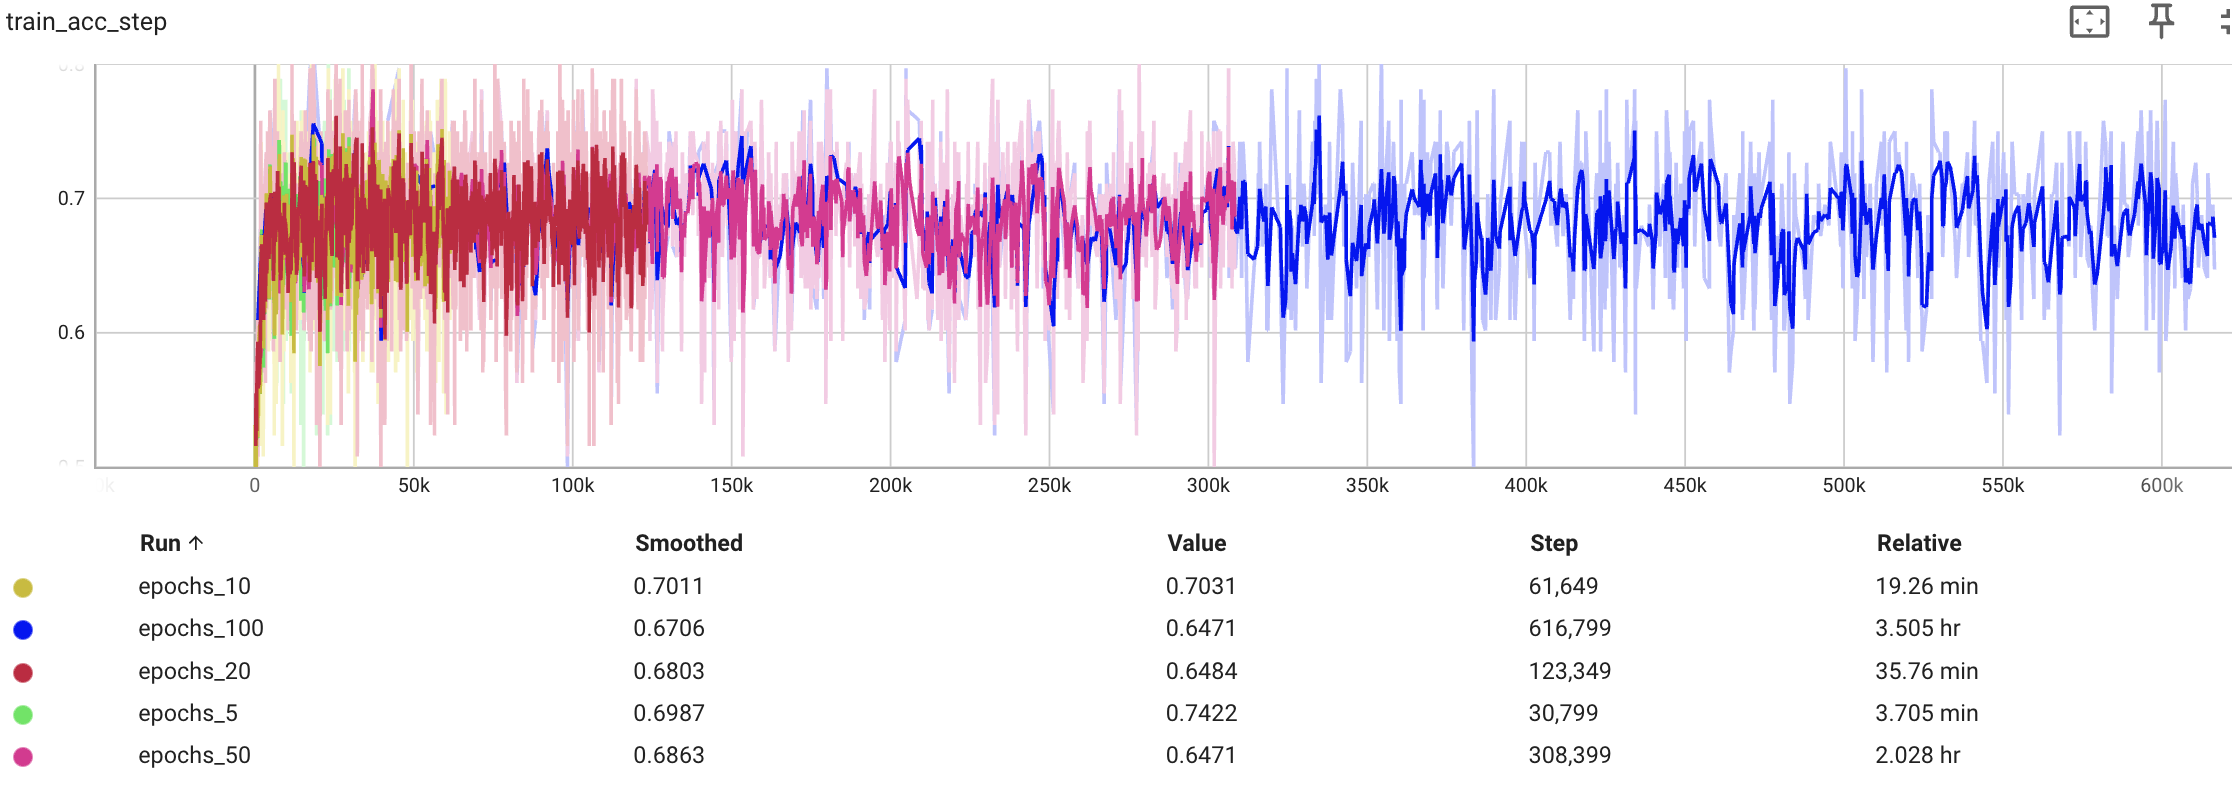 train_acc_step
0.7
0.6
0 50k 100k 150k 200k 250k 300k 350k 400k 450k 500k 550k 600k
Run ↑ Smoothed Value Step Relative
epochs_10 0.7011 0.7031 61,649 19.26 min
epochs_100 0.6706 0.6471 616,799 3.505 hr
epochs_20 0.6803 0.6484 123,349 35.76 min
epochs_5 0.6987 0.7422 30,799 3.705 min
epochs_50 0.6863 0.6471 308,399 2.028 hr